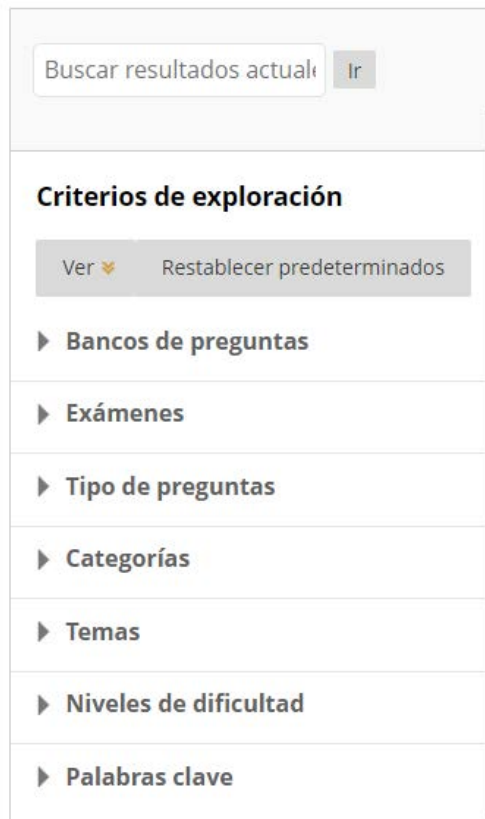 Buscar resultados actuale Ir
Criterios de exploración
Ver Restablecer predeterminados
Bancos de preguntas
Exámenes
Tipo de preguntas
Categorías
Temas
Niveles de dificultad
Palabras clave